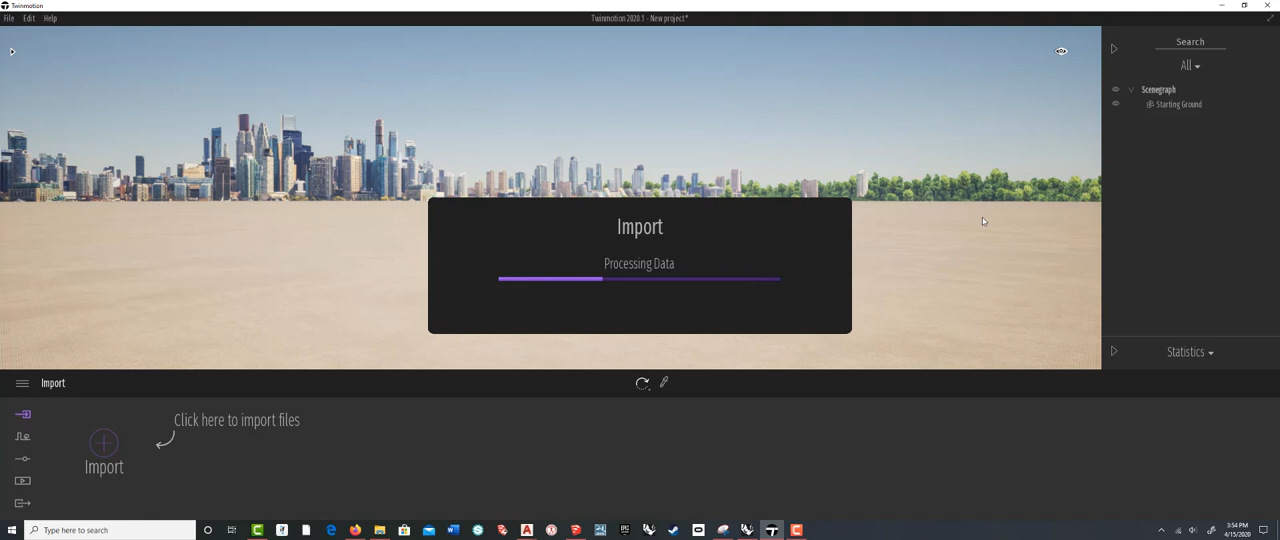 Twinmotion
File Edit Help
Twinmotion 2020.1 - New project*
Search
All
Scenegraph
Starting Ground
Import
Processing Data
Statistics
Import
Click here to import files
Import
Type here to search
3:54 PM
4/15/2020